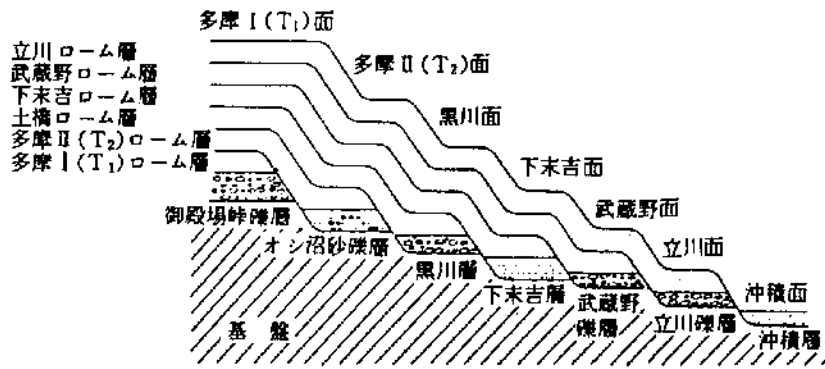 多摩Ⅰ(T₁)面
多摩Ⅱ(T₂)面
黒川面
下末吉面
武蔵野面
立川面
沖積面
立川ローム層
武蔵野ローム層
下末吉ローム層
土橋ローム層
多摩Ⅱ(T₂)ローム層
多摩Ⅰ(T₁)ローム層
御殿場峠礫層
オシ沼砂礫層
黒川層
下末吉層
武蔵野
礫層
立川礫層
沖積層
基盤